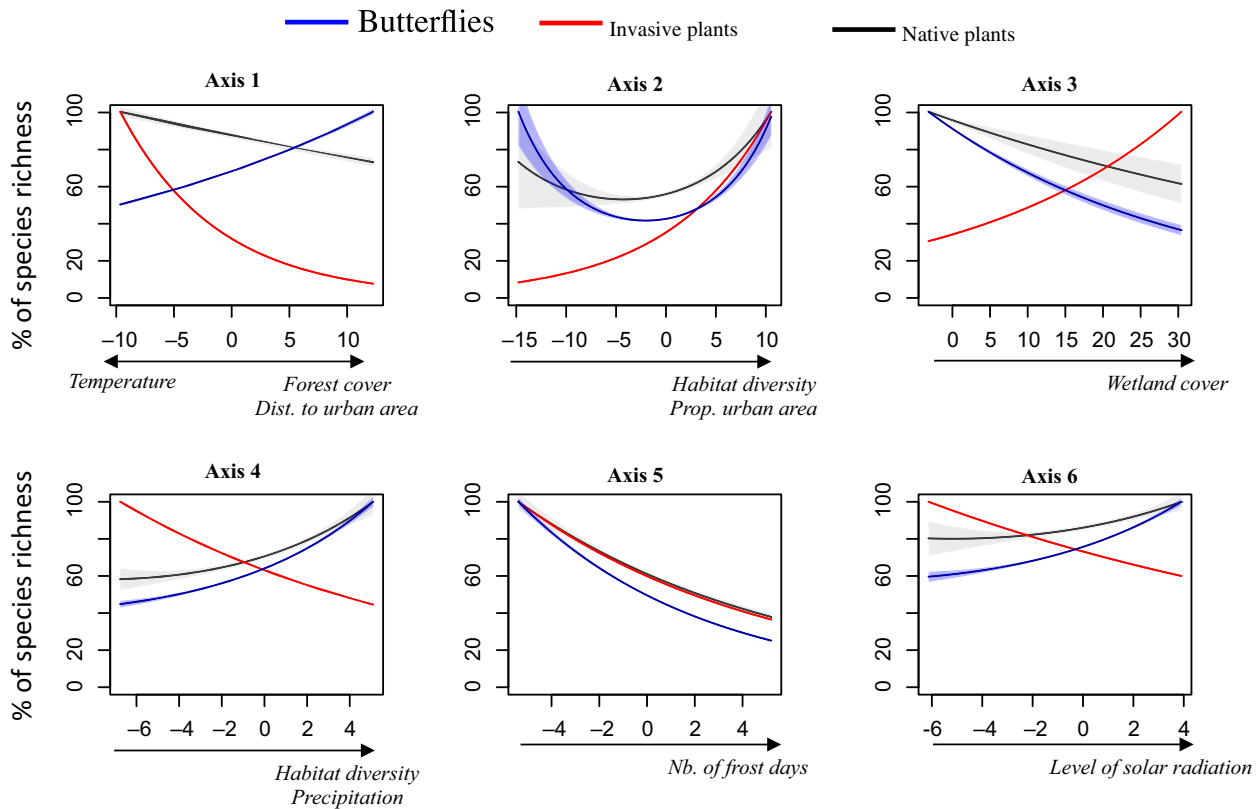 Butterflies Invasive plants Native plants
Axis 1
% of species richness
0 20 60 100
−10 −5 0 5 10
Temperature
Forest cover
Dist. to urban area
Axis 2
0 20 60 100
−15 −10 −5 0 5 10
Habitat diversity
Prop. urban area
Axis 3
0 20 60 100
0 5 10 15 20 25 30
Wetland cover
Axis 4
% of species richness
0 20 60 100
−6 −4 −2 0 2 4
Habitat diversity
Precipitation
Axis 5
0 20 60 100
−4 −2 0 2 4
Nb. of frost days
Axis 6
0 20 60 100
-6 −4 −2 0 2 4
Level of solar radiation